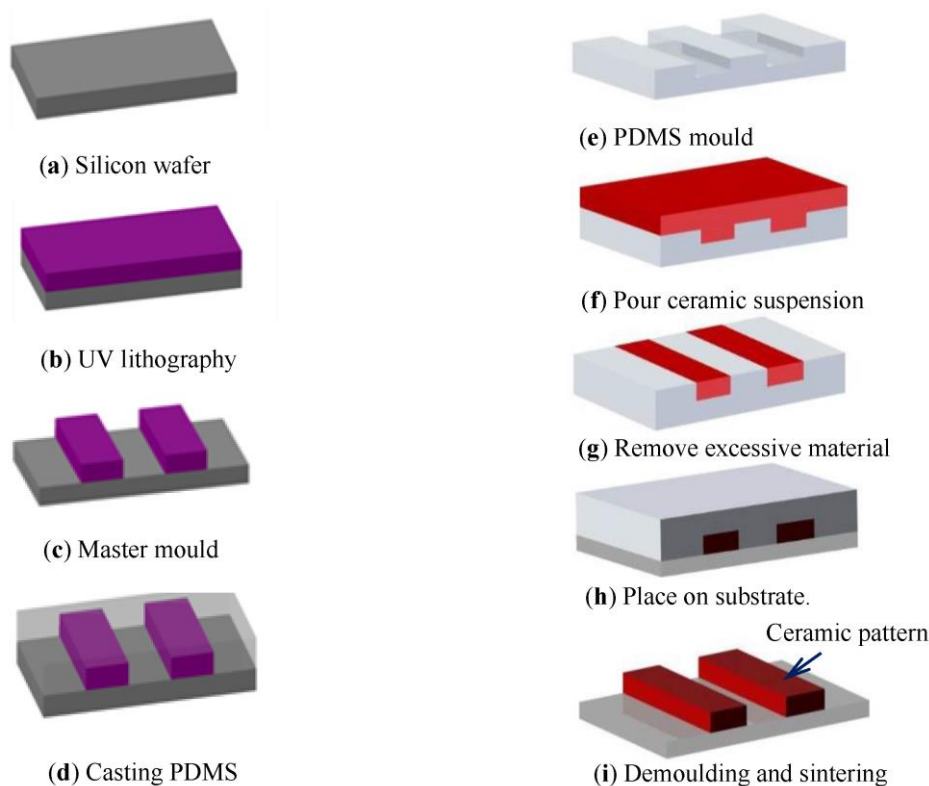 (a) Silicon wafer
(b) UV lithography
(c) Master mould
(d) Casting PDMS
(e) PDMS mould
(f) Pour ceramic suspension
(g) Remove excessive material
(h) Place on substrate.
Ceramic pattern
(i) Demoulding and sintering